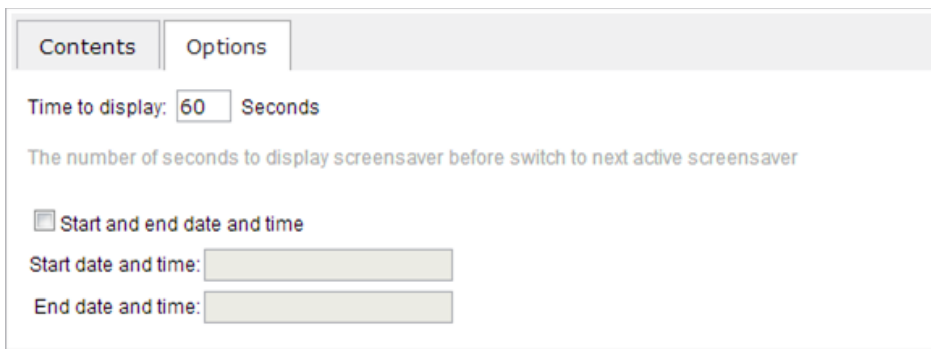 Contents Options
Time to display: 60 Seconds
The number of seconds to display screensaver before switch to next active screensaver
Start and end date and time
Start date and time:
End date and time: